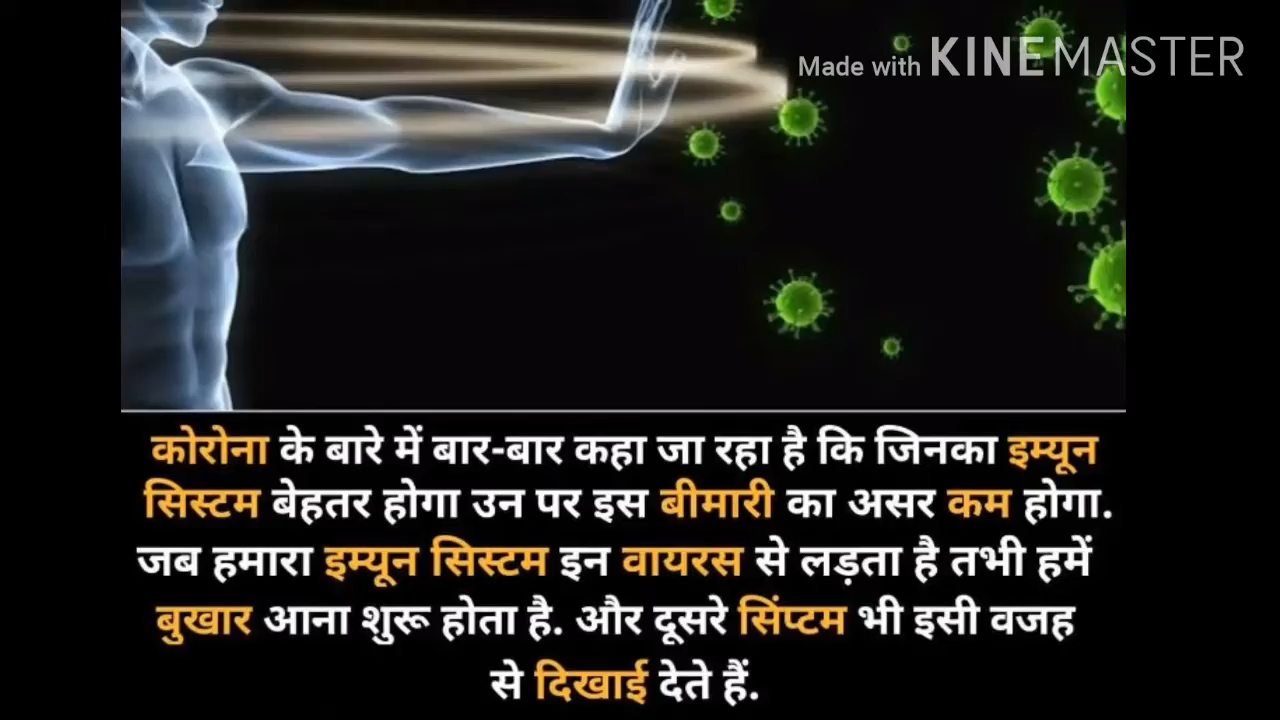 Made with KINEMASTER
कोरोना के बारे में बार-बार कहा जा रहा है कि जिनका इम्यून
सिस्टम बेहतर होगा उन पर इस बीमारी का असर कम होगा.
जब हमारा इम्यून सिस्टम इन वायरस से लड़ता है तभी हमें
बुखार आना शुरू होता है. और दूसरे सिंप्टम भी इसी वजह
से दिखाई देते हैं.